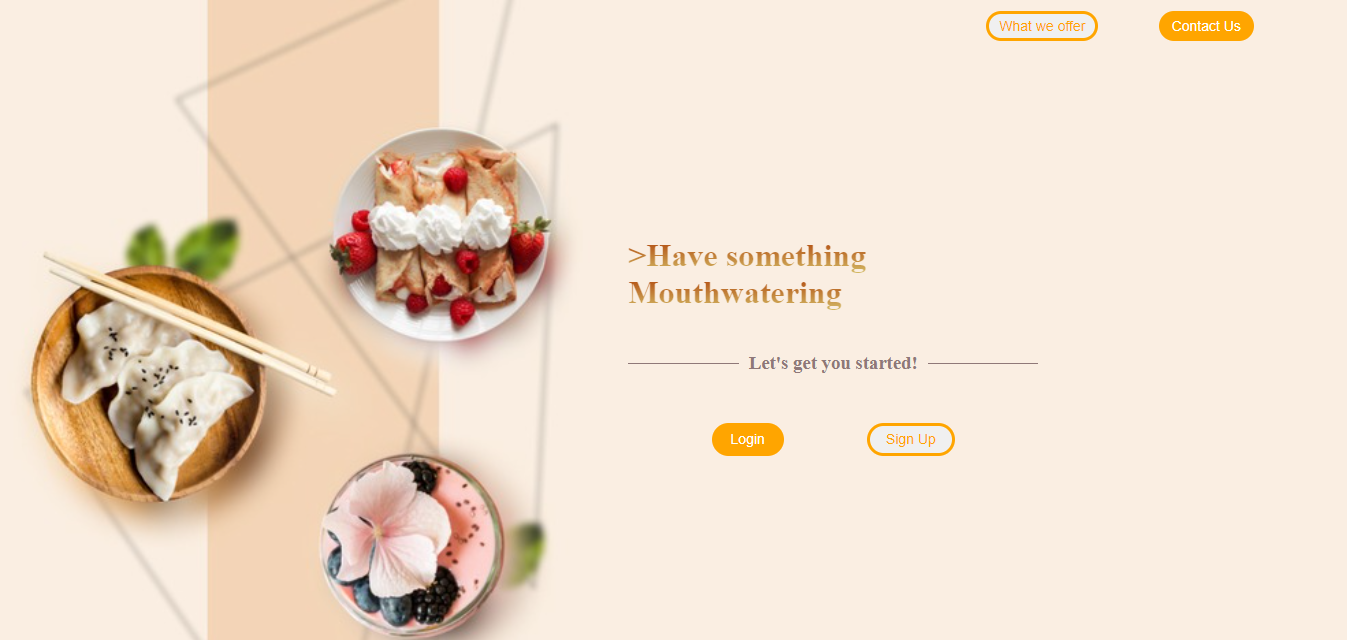 What we offer
Contact Us
>Have something
Mouthwatering
Let's get you started!
Login
Sign Up